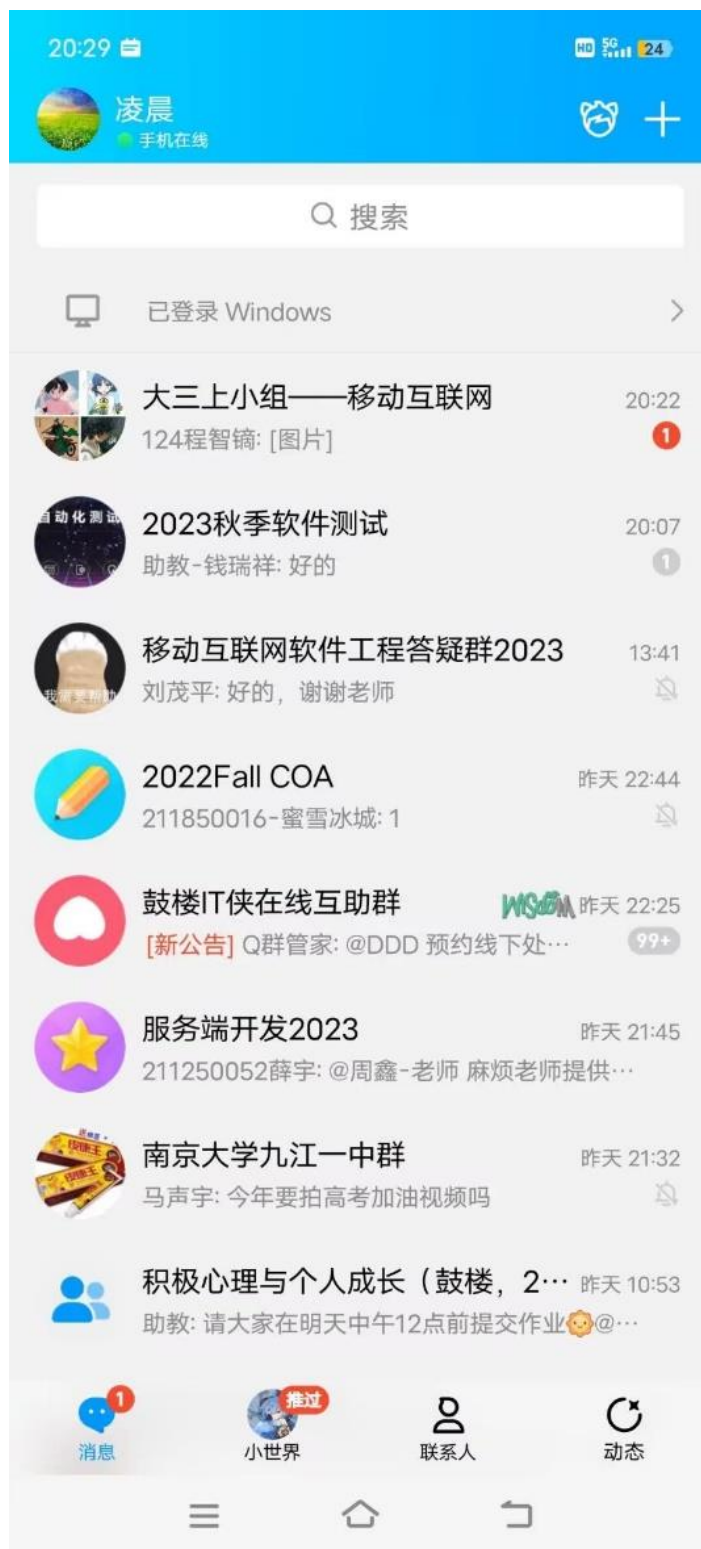 20:29
HD 5G 24
凌晨
手机在线
搜索
已登录 Windows
大三上小组——移动互联网 20:22
124程智镝: [图片] 1
自动化测试
2023秋季软件测试 20:07
助教-钱瑞祥: 好的 1
移动互联网软件工程答疑群2023 13:41
我需要帮助
刘茂平: 好的，谢谢老师
2022Fall COA 昨天 22:44
211850016-蜜雪冰城: 1
鼓楼IT侠在线互助群 WISdOM 昨天 22:25
[新公告] Q群管家: @DDD 预约线下处… 99+
服务端开发2023 昨天 21:45
211250052薛宇: @周鑫-老师 麻烦老师提供…
南京大学九江一中群 昨天 21:32
马声宇: 今年要拍高考加油视频吗
积极心理与个人成长（鼓楼，2… 昨天 10:53
助教: 请大家在明天中午12点前提交作业@…
1 推过
消息 小世界 联系人 动态